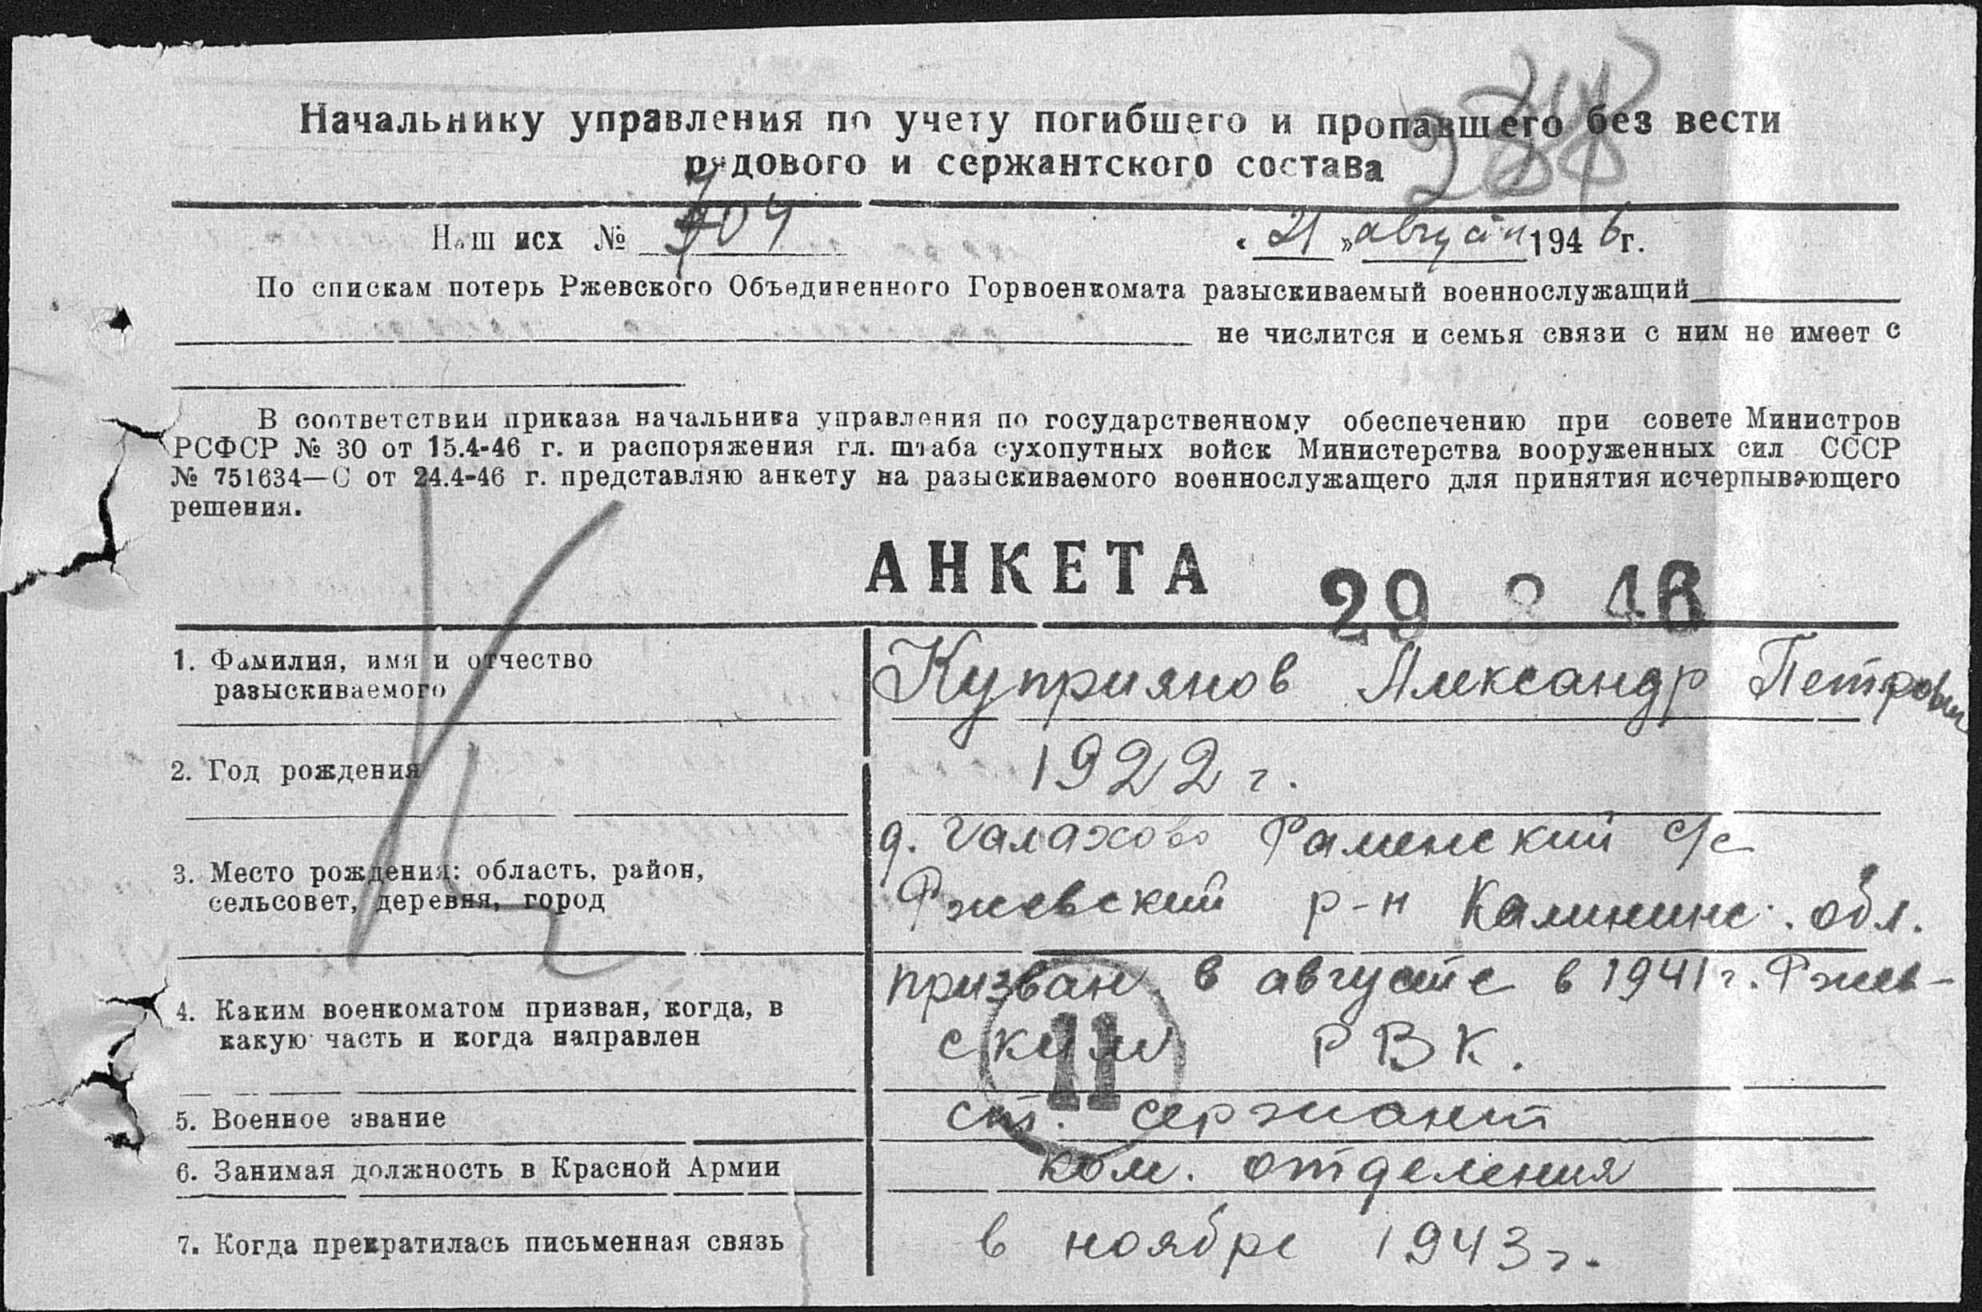 Начальнику управления по учету погибшего и пропавшего без вести
рядового и сержантского состава
Наш исх № 704 « 21 » августа 1946 г.
По спискам потерь Ржевского Объединенного Горвоенкомата разыскиваемый военнослужащий
не числится и семья связи с ним не имеет с
В соответствии приказа начальника управления по государственному обеспечению при совете Министров
РСФСР № 30 от 15.4-46 г. и распоряжения гл. штаба сухопутных войск Министерства вооруженных сил СССР
№ 751634—С от 24.4-46 г. представляю анкету на разыскиваемого военнослужащего для принятия исчерпывающего
решения.
АНКЕТА
29 8 46
1. Фамилия, имя и отчество
разыскиваемого
Куприянов Александр Петрович
2. Год рождения
1922 г.
3. Место рождения: область, район,
сельсовет, деревня, город
д. Галахово Раменский с/с
Ржевский р-н Калининс. обл.
4. Каким военкоматом призван, когда, в
какую часть и когда направлен
призван в августе в 1941 г. Ржев-
ским РВК.
11
5. Военное звание
ст. сержант
6. Занимая должность в Красной Армии
ком. отделения
7. Когда прекратилась письменная связь
в ноябре 1943 г.